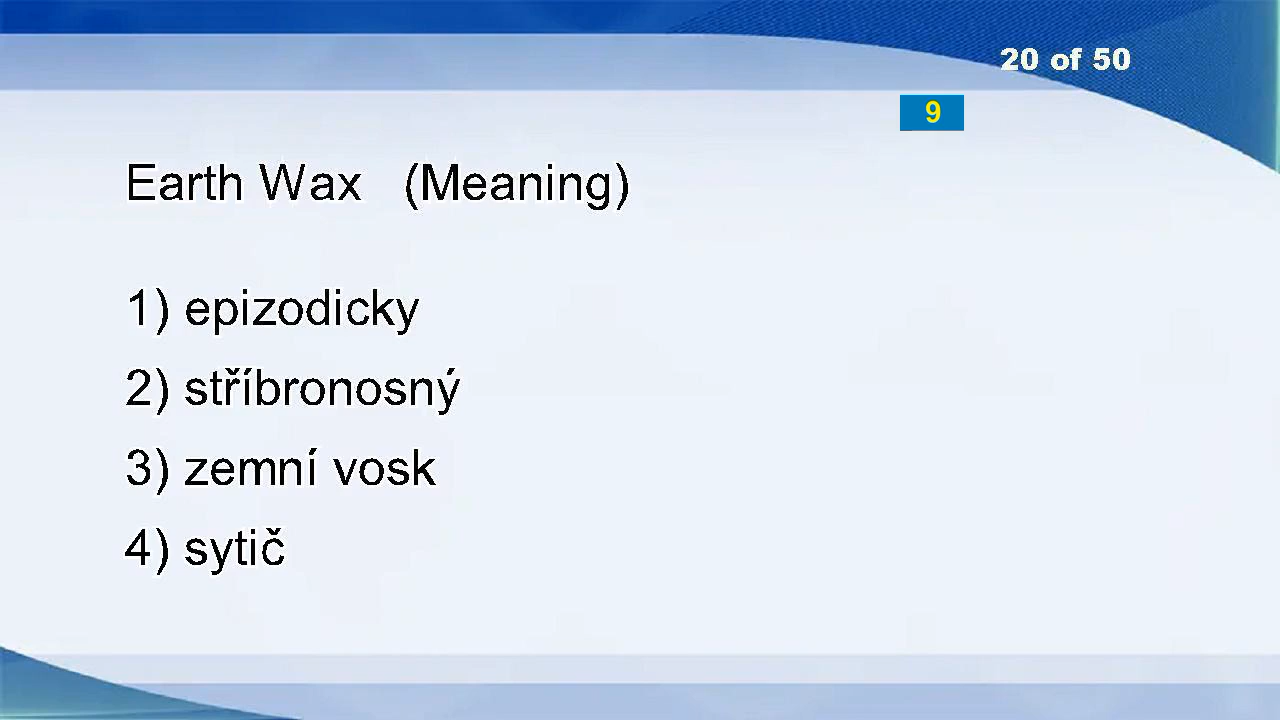 20 of 50
9
Earth Wax (Meaning)
1) epizodicky
2) stříbronosný
3) zemní vosk
4) sytič